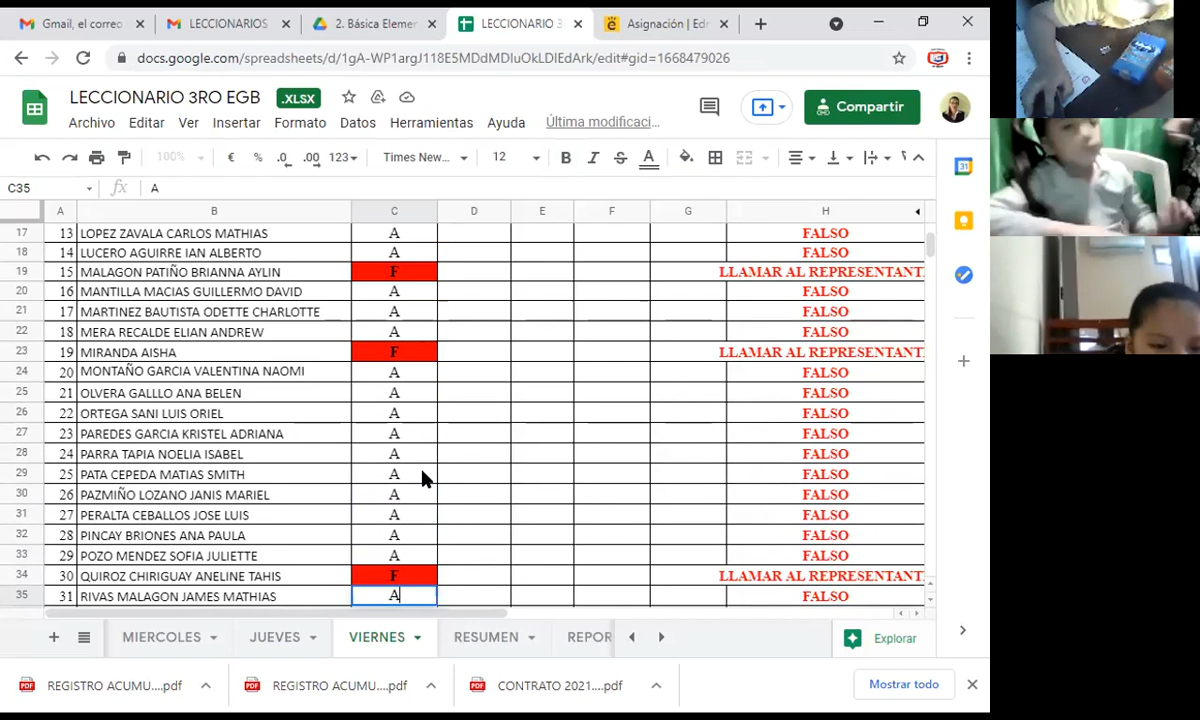 Gmail, el correo
LECCIONARIOS
2. Básica Elemen
LECCIONARIO 3RO
Asignación | Edm
docs.google.com/spreadsheets/d/1gA-WP1argJ118E5MDdMDIuOkLDIEdArk/edit#gid=1668479026
LECCIONARIO 3RO EGB .XLSX
Archivo Editar Ver Insertar Formato Datos Herramientas Ayuda Última modificaci...
Compartir
100% € % .0 .00 123 Times New... 12 B I S A
C35 fx A
A B C D E F G H
17 13 LOPEZ ZAVALA CARLOS MATHIAS A FALSO
18 14 LUCERO AGUIRRE IAN ALBERTO A FALSO
19 15 MALAGON PATIÑO BRIANNA AYLIN F LLAMAR AL REPRESENTANT
20 16 MANTILLA MACIAS GUILLERMO DAVID A FALSO
21 17 MARTINEZ BAUTISTA ODETTE CHARLOTTE A FALSO
22 18 MERA RECALDE ELIAN ANDREW A FALSO
23 19 MIRANDA AISHA F LLAMAR AL REPRESENTANT
24 20 MONTAÑO GARCIA VALENTINA NAOMI A FALSO
25 21 OLVERA GALLLO ANA BELEN A FALSO
26 22 ORTEGA SANI LUIS ORIEL A FALSO
27 23 PAREDES GARCIA KRISTEL ADRIANA A FALSO
28 24 PARRA TAPIA NOELIA ISABEL A FALSO
29 25 PATA CEPEDA MATIAS SMITH A FALSO
30 26 PAZMIÑO LOZANO JANIS MARIEL A FALSO
31 27 PERALTA CEBALLOS JOSE LUIS A FALSO
32 28 PINCAY BRIONES ANA PAULA A FALSO
33 29 POZO MENDEZ SOFIA JULIETTE A FALSO
34 30 QUIROZ CHIRIGUAY ANELINE TAHIS F LLAMAR AL REPRESENTANT
35 31 RIVAS MALAGON JAMES MATHIAS A FALSO
MIERCOLES JUEVES VIERNES RESUMEN REPOR Explorar
REGISTRO ACUMU....pdf REGISTRO ACUMU....pdf CONTRATO 2021....pdf Mostrar todo